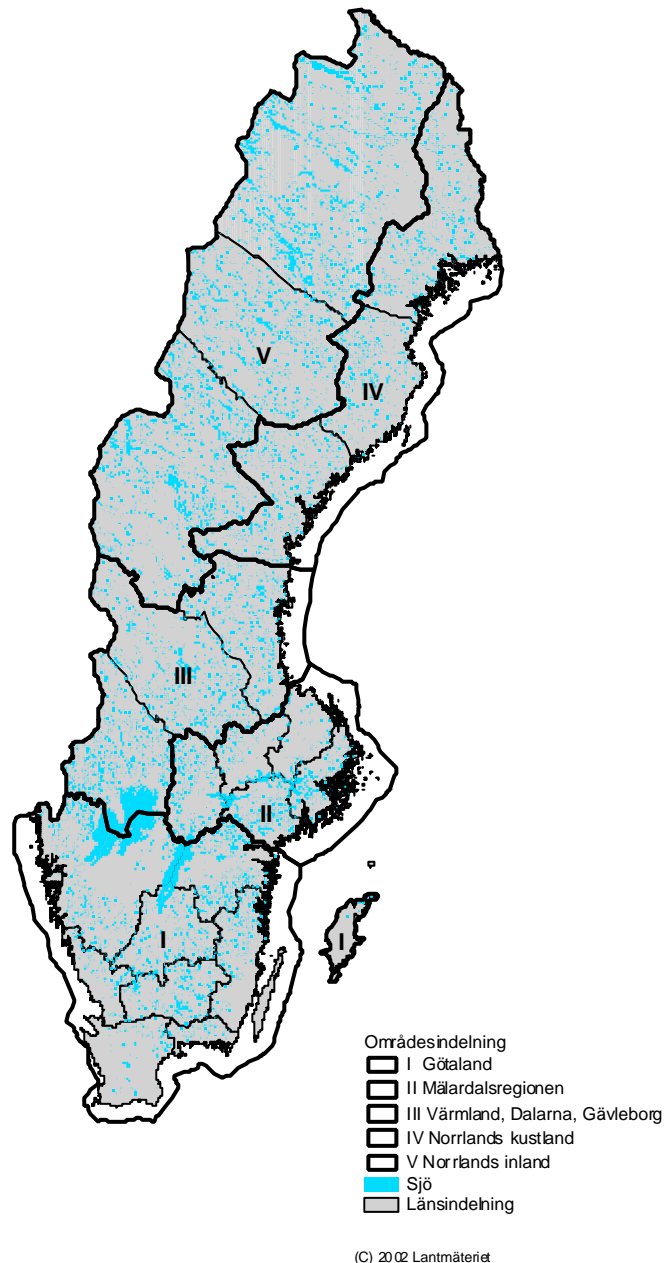 V
IV
III
II
I
I
Områdesindelning
I Götaland
II Mälardalsregionen
III Värmland, Dalarna, Gävleborg
IV Norrlands kustland
V Norrlands inland
Sjö
Länsindelning
(C) 2002 Lantmäteriet